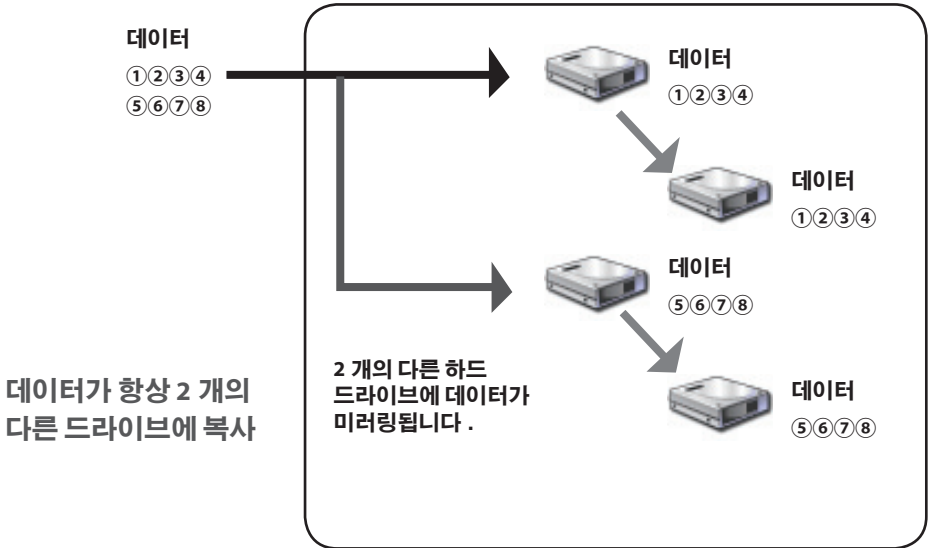 데이터
①②③④
⑤⑥⑦⑧
데이터
①②③④
데이터
①②③④
데이터
⑤⑥⑦⑧
데이터
⑤⑥⑦⑧
2 개의 다른 하드
드라이브에 데이터가
미러링됩니다 .
데이터가 항상 2 개의
다른 드라이브에 복사